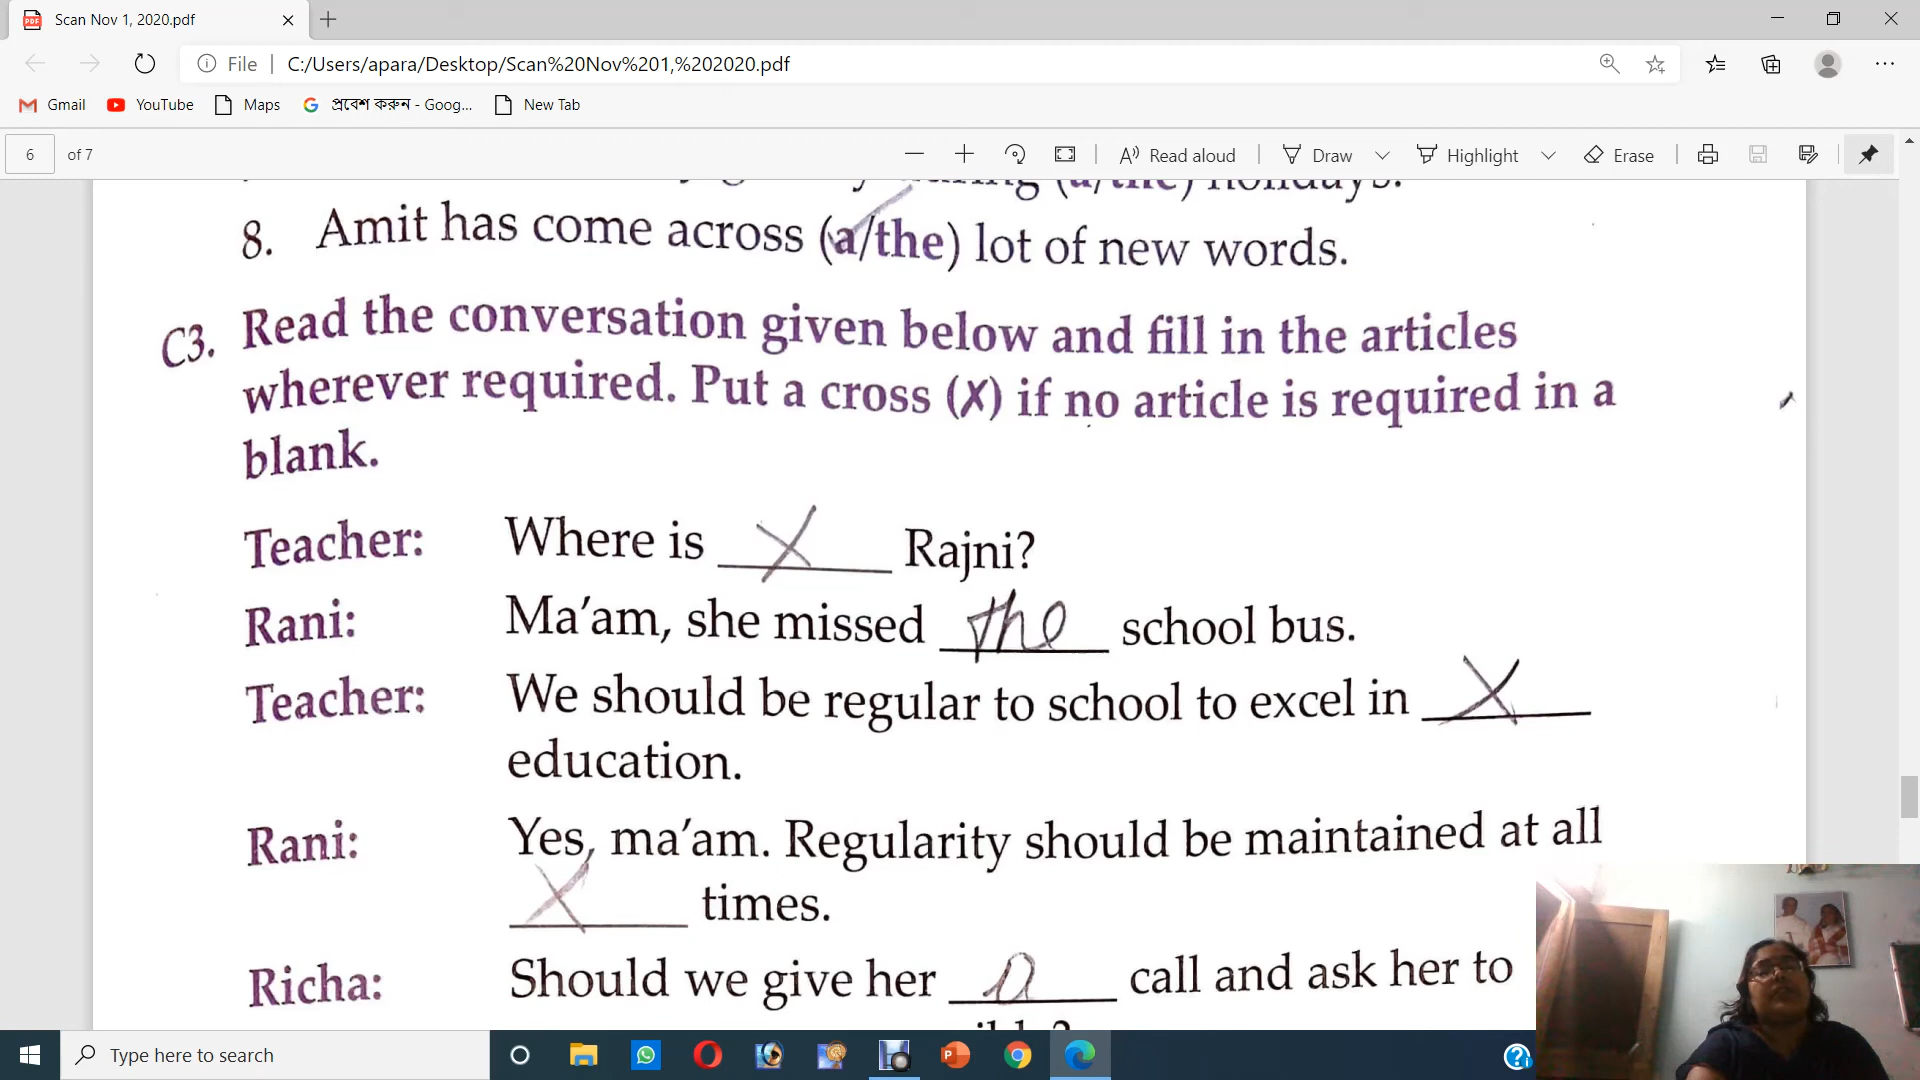 Scan Nov 1, 2020.pdf
File C:/Users/apara/Desktop/Scan%20Nov%201,%202020.pdf
Gmail YouTube Maps প্রবেশ করুন - Goog... New Tab
6 of 7 Read aloud Draw Highlight Erase
(a/the) holidays.
8. Amit has come across (a/the) lot of new words.
C3. Read the conversation given below and fill in the articles
wherever required. Put a cross (✗) if no article is required in a
blank.
Teacher: Where is X Rajni?
Rani: Ma'am, she missed the school bus.
Teacher: We should be regular to school to excel in X
education.
Rani: Yes, ma'am. Regularity should be maintained at all
X times.
Richa: Should we give her a call and ask her to
Type here to search